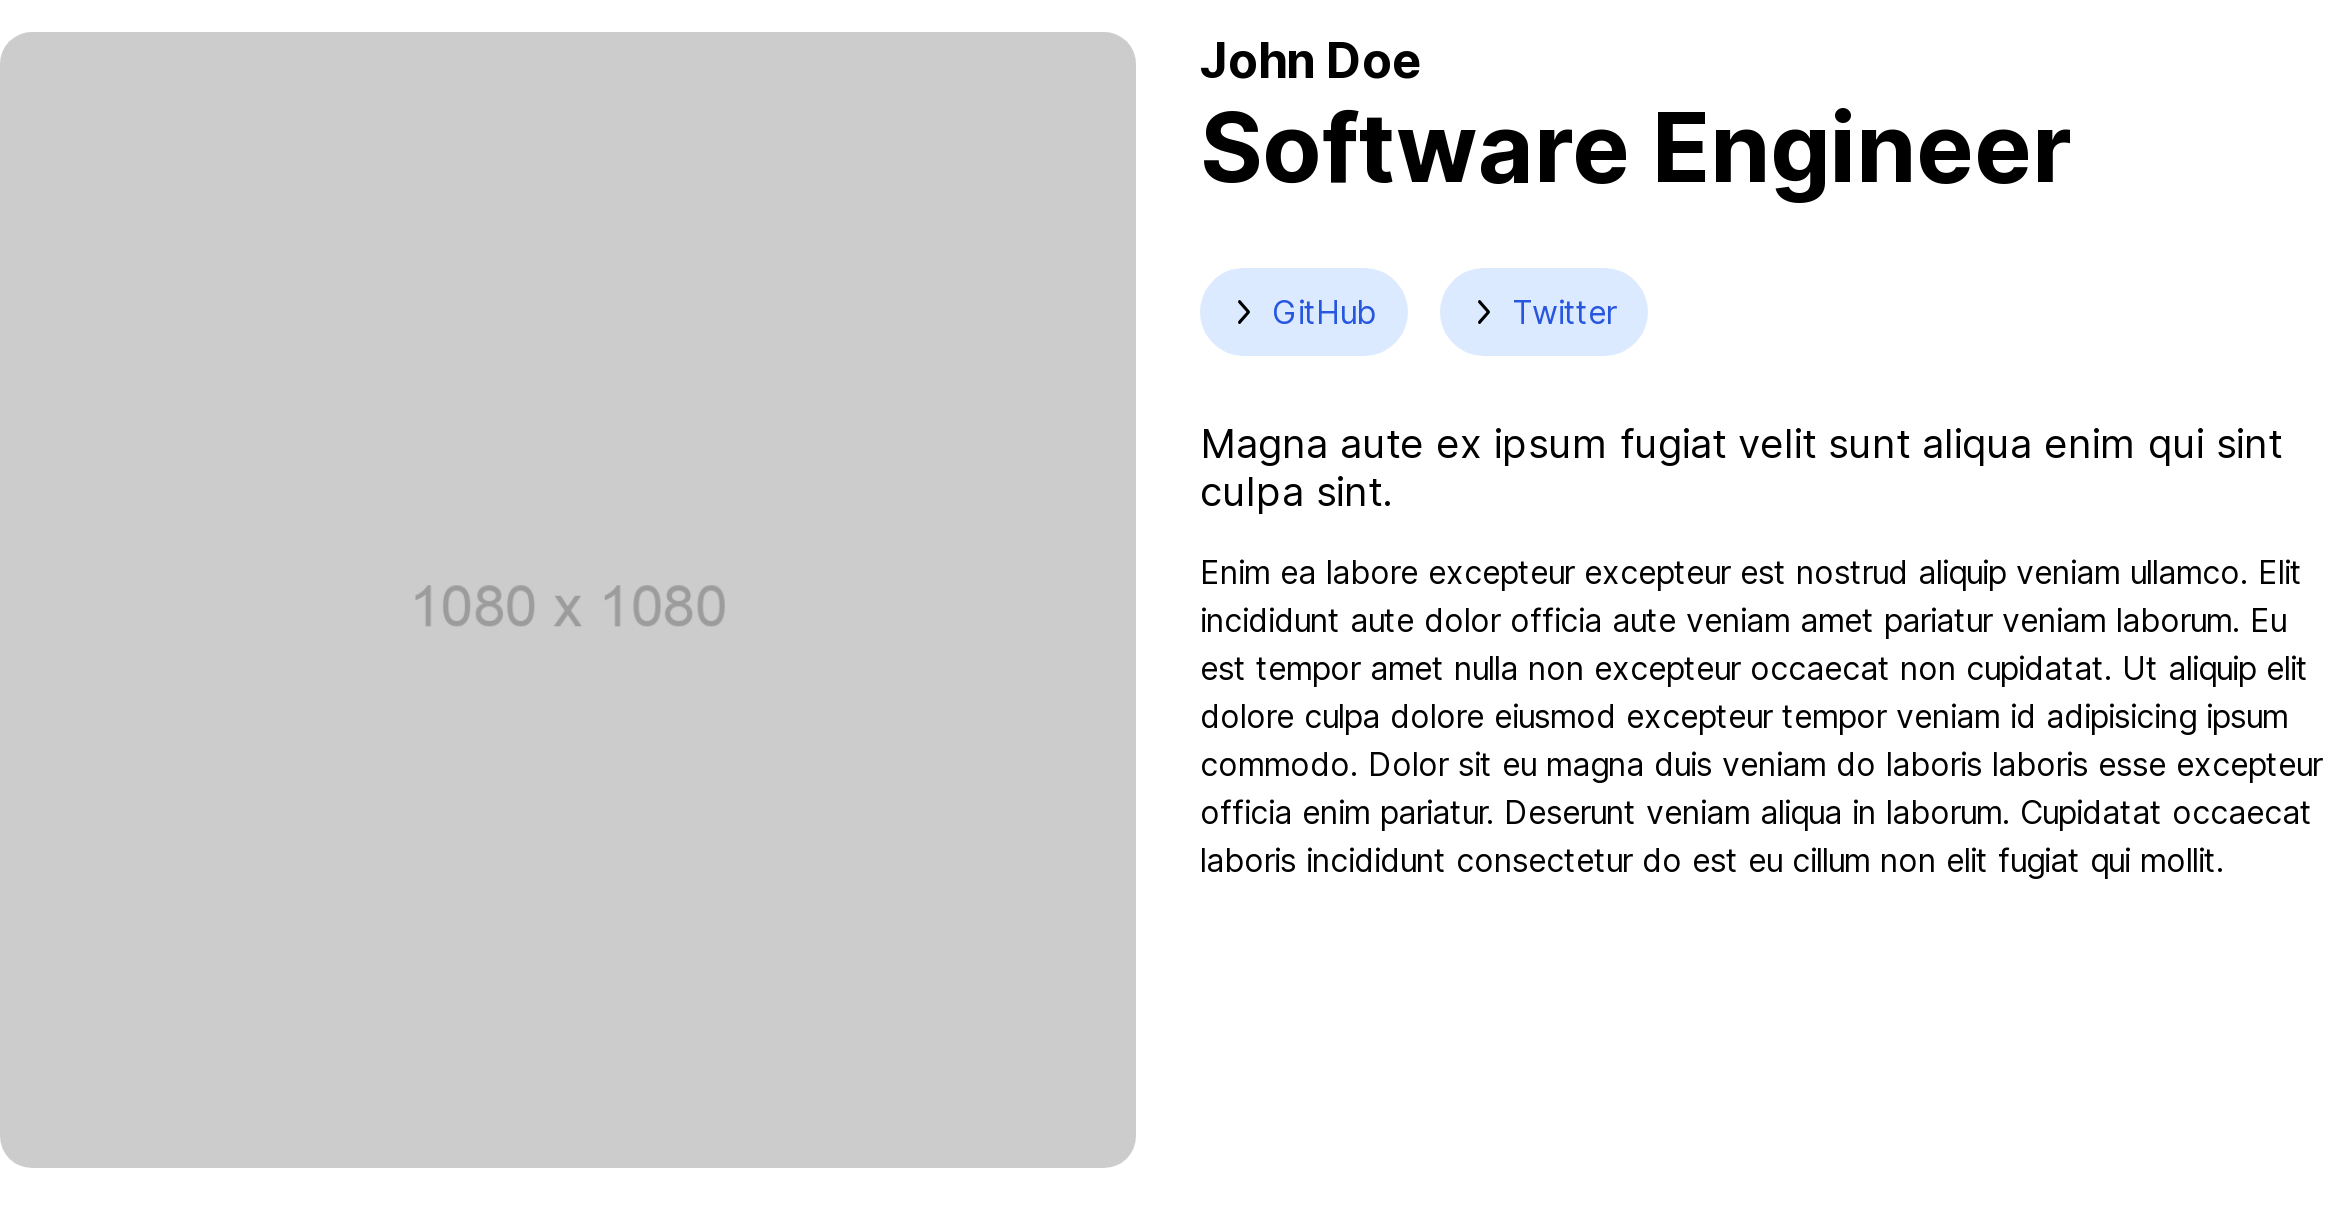 John Doe
Software Engineer
GitHub
Twitter
Magna aute ex ipsum fugiat velit sunt aliqua enim qui sint
culpa sint.
1080 x 1080
Enim ea labore excepteur excepteur est nostrud aliquip veniam ullamco. Elit
incididunt aute dolor officia aute veniam amet pariatur veniam laborum. Eu
est tempor amet nulla non excepteur occaecat non cupidatat. Ut aliquip elit
dolore culpa dolore eiusmod excepteur tempor veniam id adipisicing ipsum
commodo. Dolor sit eu magna duis veniam do laboris laboris esse excepteur
officia enim pariatur. Deserunt veniam aliqua in laborum. Cupidatat occaecat
laboris incididunt consectetur do est eu cillum non elit fugiat qui mollit.